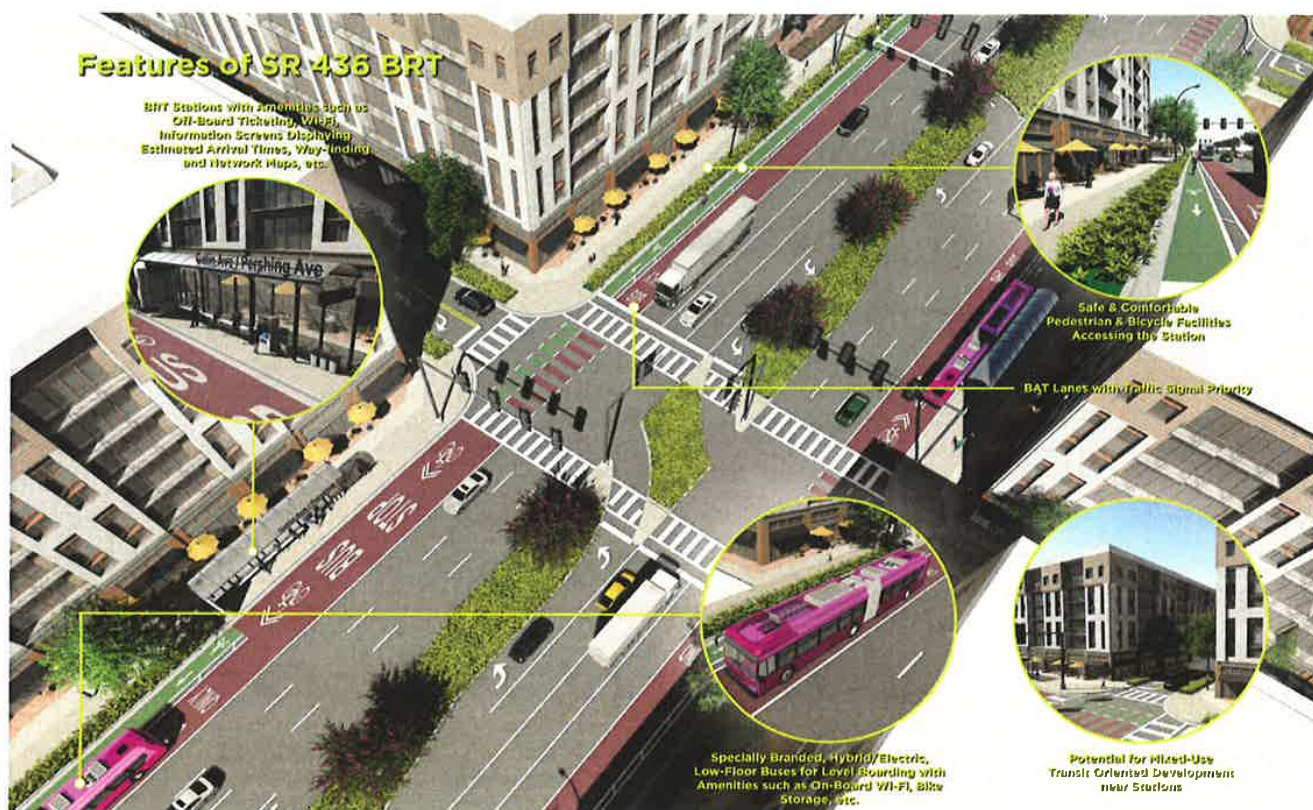 Features of SR 436 BRT
BRT Stations with Amenities such as
Off-Board Ticketing, Wi-Fi,
Information Screens Displaying
Estimated Arrival Times, Way-finding
and Network Maps, etc.
Pershing Ave
Safe & Comfortable
Pedestrian & Bicycle Facilities
Accessing the Station
BAT Lanes with Traffic Signal Priority
STOP
BUS
ONLY
Specially Branded, Hybrid/Electric,
Low-Floor Buses for Level Boarding with
Amenities such as On-Board Wi-Fi, Bike
Storage, etc.
Potential for Mixed-Use
Transit Oriented Development
near Stations